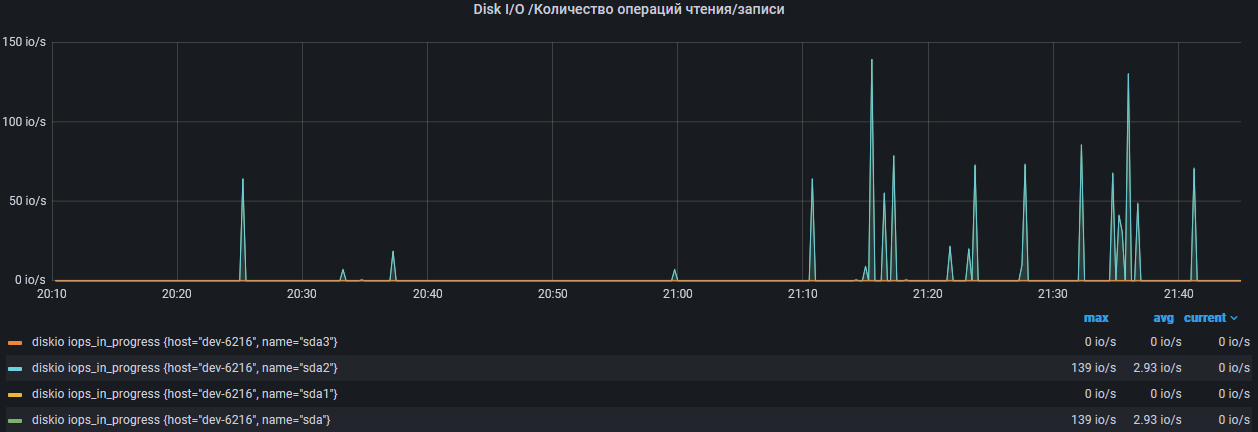 Disk I/O /Количество операций чтения/записи
150 io/s
100 io/s
50 io/s
0 io/s
20:10 20:20 20:30 20:40 20:50 21:00 21:10 21:20 21:30 21:40
max avg current
diskio iops_in_progress {host="dev-6216", name="sda3"} 0 io/s 0 io/s 0 io/s
diskio iops_in_progress {host="dev-6216", name="sda2"} 139 io/s 2.93 io/s 0 io/s
diskio iops_in_progress {host="dev-6216", name="sda1"} 0 io/s 0 io/s 0 io/s
diskio iops_in_progress {host="dev-6216", name="sda"} 139 io/s 2.93 io/s 0 io/s